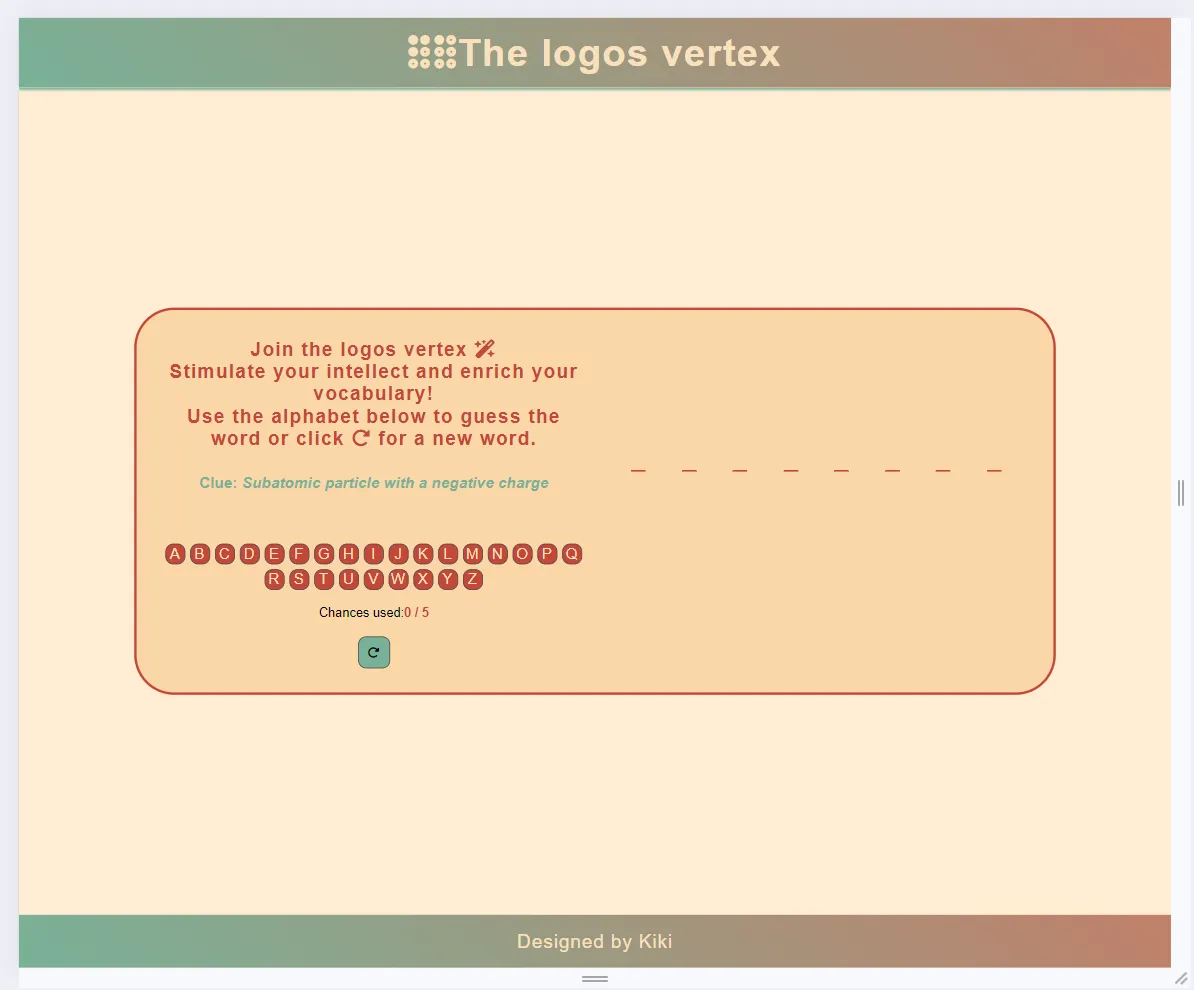 The logos vertex
Join the logos vertex
Stimulate your intellect and enrich your
vocabulary!
Use the alphabet below to guess the
word or click for a new word.
Clue: Subatomic particle with a negative charge
_ _ _ _ _ _ _ _
A B C D E F G H I J K L M N O P Q
R S T U V W X Y Z
Chances used:0 / 5
Designed by Kiki